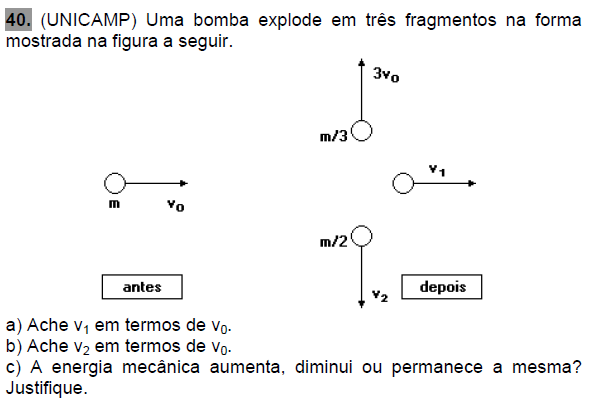 40. (UNICAMP) Uma bomba explode em três fragmentos na forma
mostrada na figura a seguir.
3v₀
m/3
v₁
m
v₀
m/2
v₂
antes
depois
a) Ache v₁ em termos de v₀.
b) Ache v₂ em termos de v₀.
c) A energia mecânica aumenta, diminui ou permanece a mesma?
Justifique.